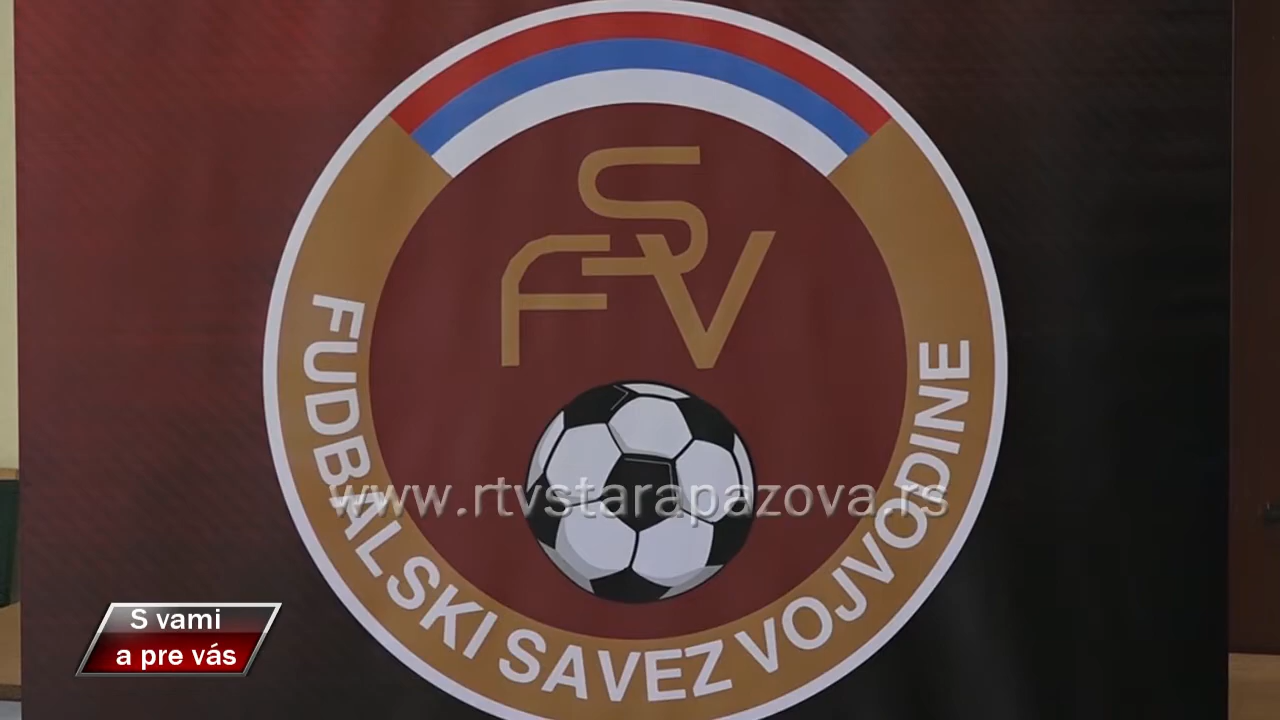 FSV
FUDBALSKI SAVEZ VOJVODINE
www.rtvstarapazova.rs
S vami
a pre vás